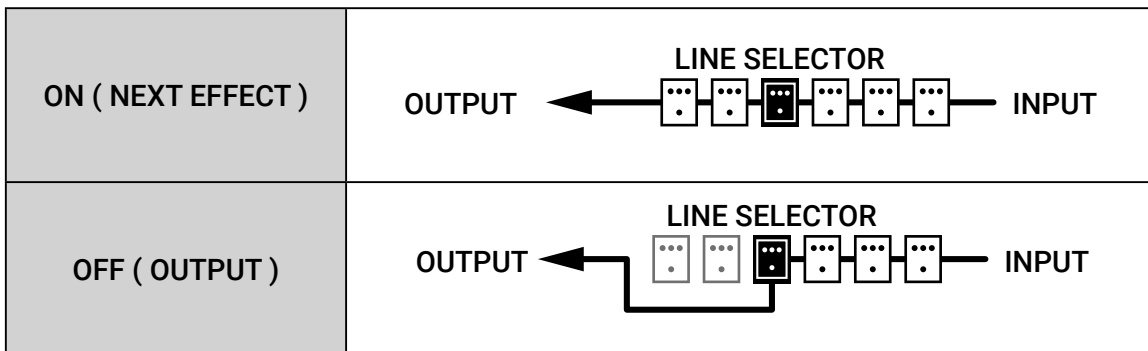 ON ( NEXT EFFECT )
LINE SELECTOR
OUTPUT
INPUT
OFF ( OUTPUT )
LINE SELECTOR
OUTPUT
INPUT